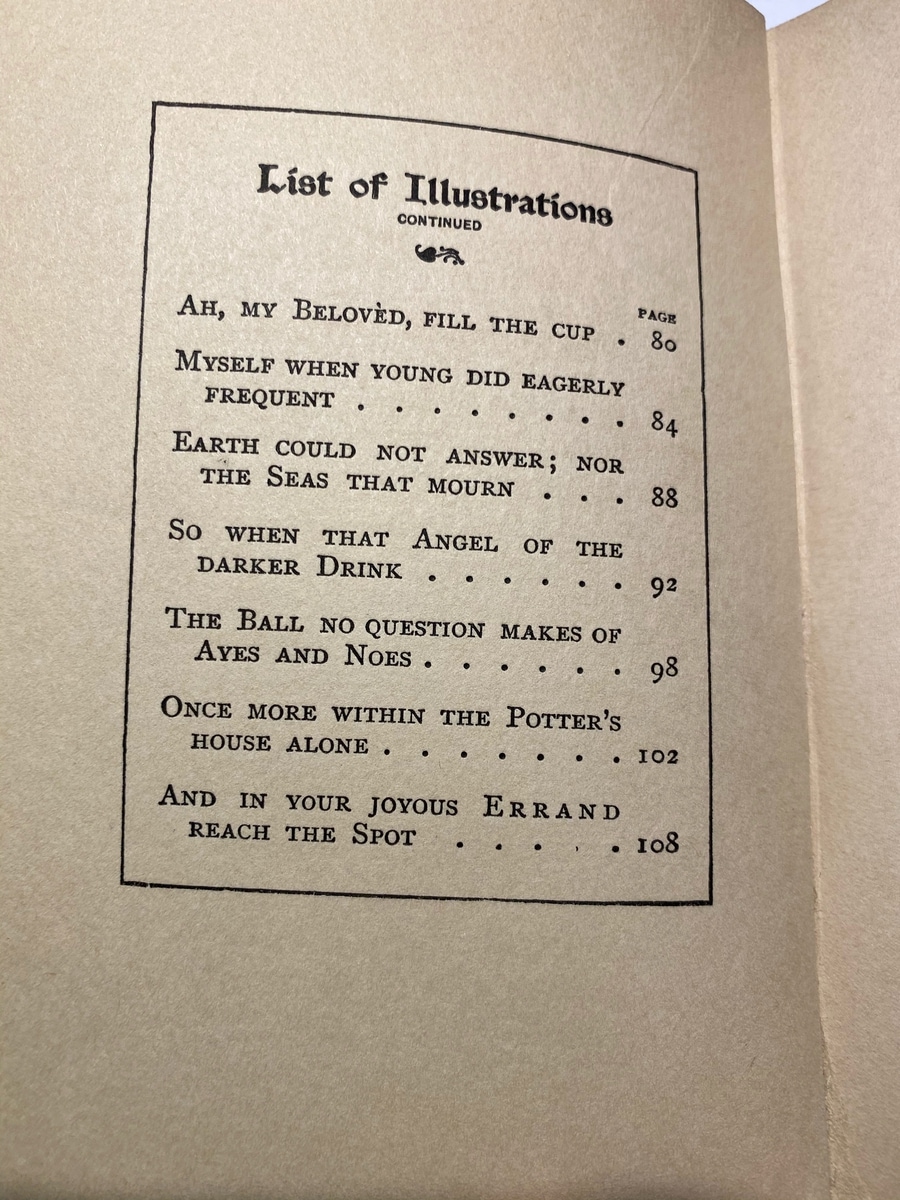 List of Illustrations
CONTINUED
PAGE
AH, MY BELOVÈD, FILL THE CUP . 80
MYSELF WHEN YOUNG DID EAGERLY
FREQUENT . . . . . . . . 84
EARTH COULD NOT ANSWER; NOR
THE SEAS THAT MOURN . . . 88
SO WHEN THAT ANGEL OF THE
DARKER DRINK . . . . . . 92
THE BALL NO QUESTION MAKES OF
AYES AND NOES . . . . . . 98
ONCE MORE WITHIN THE POTTER'S
HOUSE ALONE . . . . . . . 102
AND IN YOUR JOYOUS ERRAND
REACH THE SPOT . . . . . 108